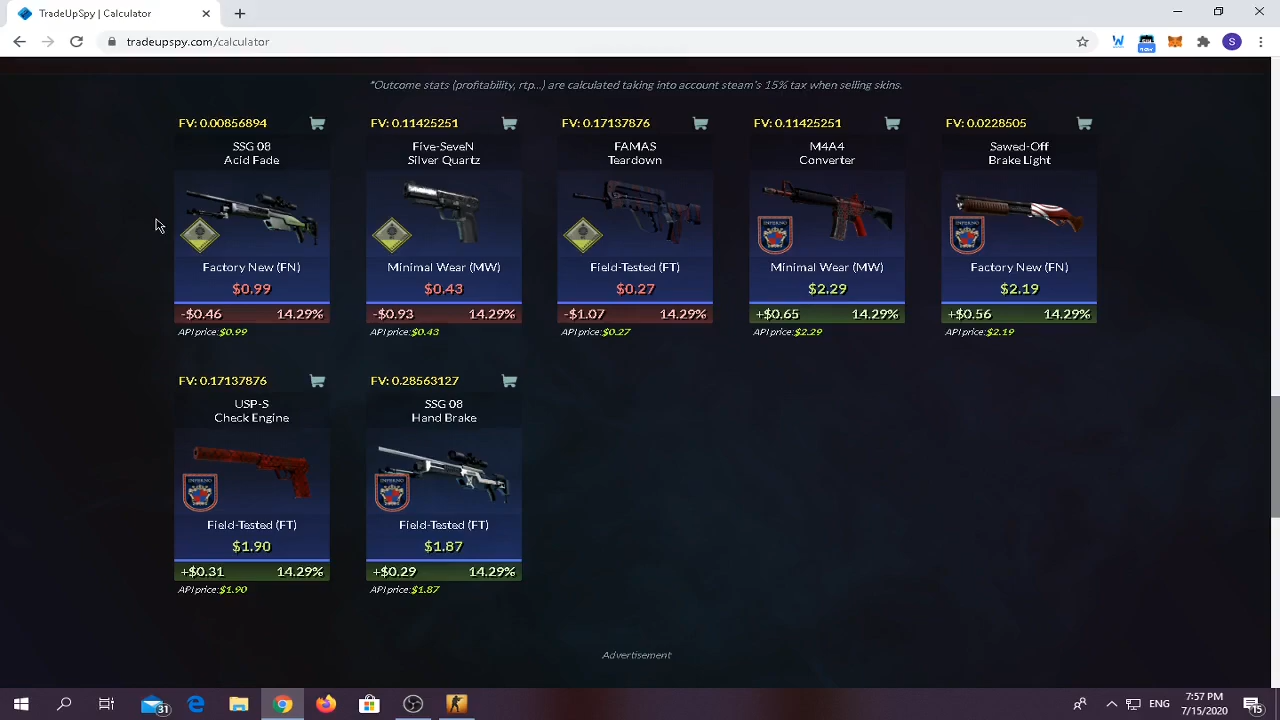 TradeUpSpy | Calculator
tradeupspy.com/calculator
*Outcome stats (profitability, rtp...) are calculated taking into account steam's 15% tax when selling skins.
FV: 0.00856894
FV: 0.11425251
FV: 0.17137876
FV: 0.11425251
FV: 0.0228505
SSG 08
Acid Fade
Five-SeveN
Silver Quartz
FAMAS
Teardown
M4A4
Converter
Sawed-Off
Brake Light
INFERNO
INFERNO
Factory New (FN)
Minimal Wear (MW)
Field-Tested (FT)
Minimal Wear (MW)
Factory New (FN)
$0.99
$0.43
$0.27
$2.29
$2.19
-$0.46 14.29%
-$0.93 14.29%
-$1.07 14.29%
+$0.65 14.29%
+$0.56 14.29%
API price:$0.99
API price:$0.43
API price:$0.27
API price:$2.29
API price:$2.19
FV: 0.17137876
FV: 0.28563127
USP-S
Check Engine
SSG 08
Hand Brake
INFERNO
INFERNO
Field-Tested (FT)
Field-Tested (FT)
$1.90
$1.87
+$0.31 14.29%
+$0.29 14.29%
API price:$1.90
API price:$1.87
Advertisement
31
ENG
7:57 PM
7/15/2020
15